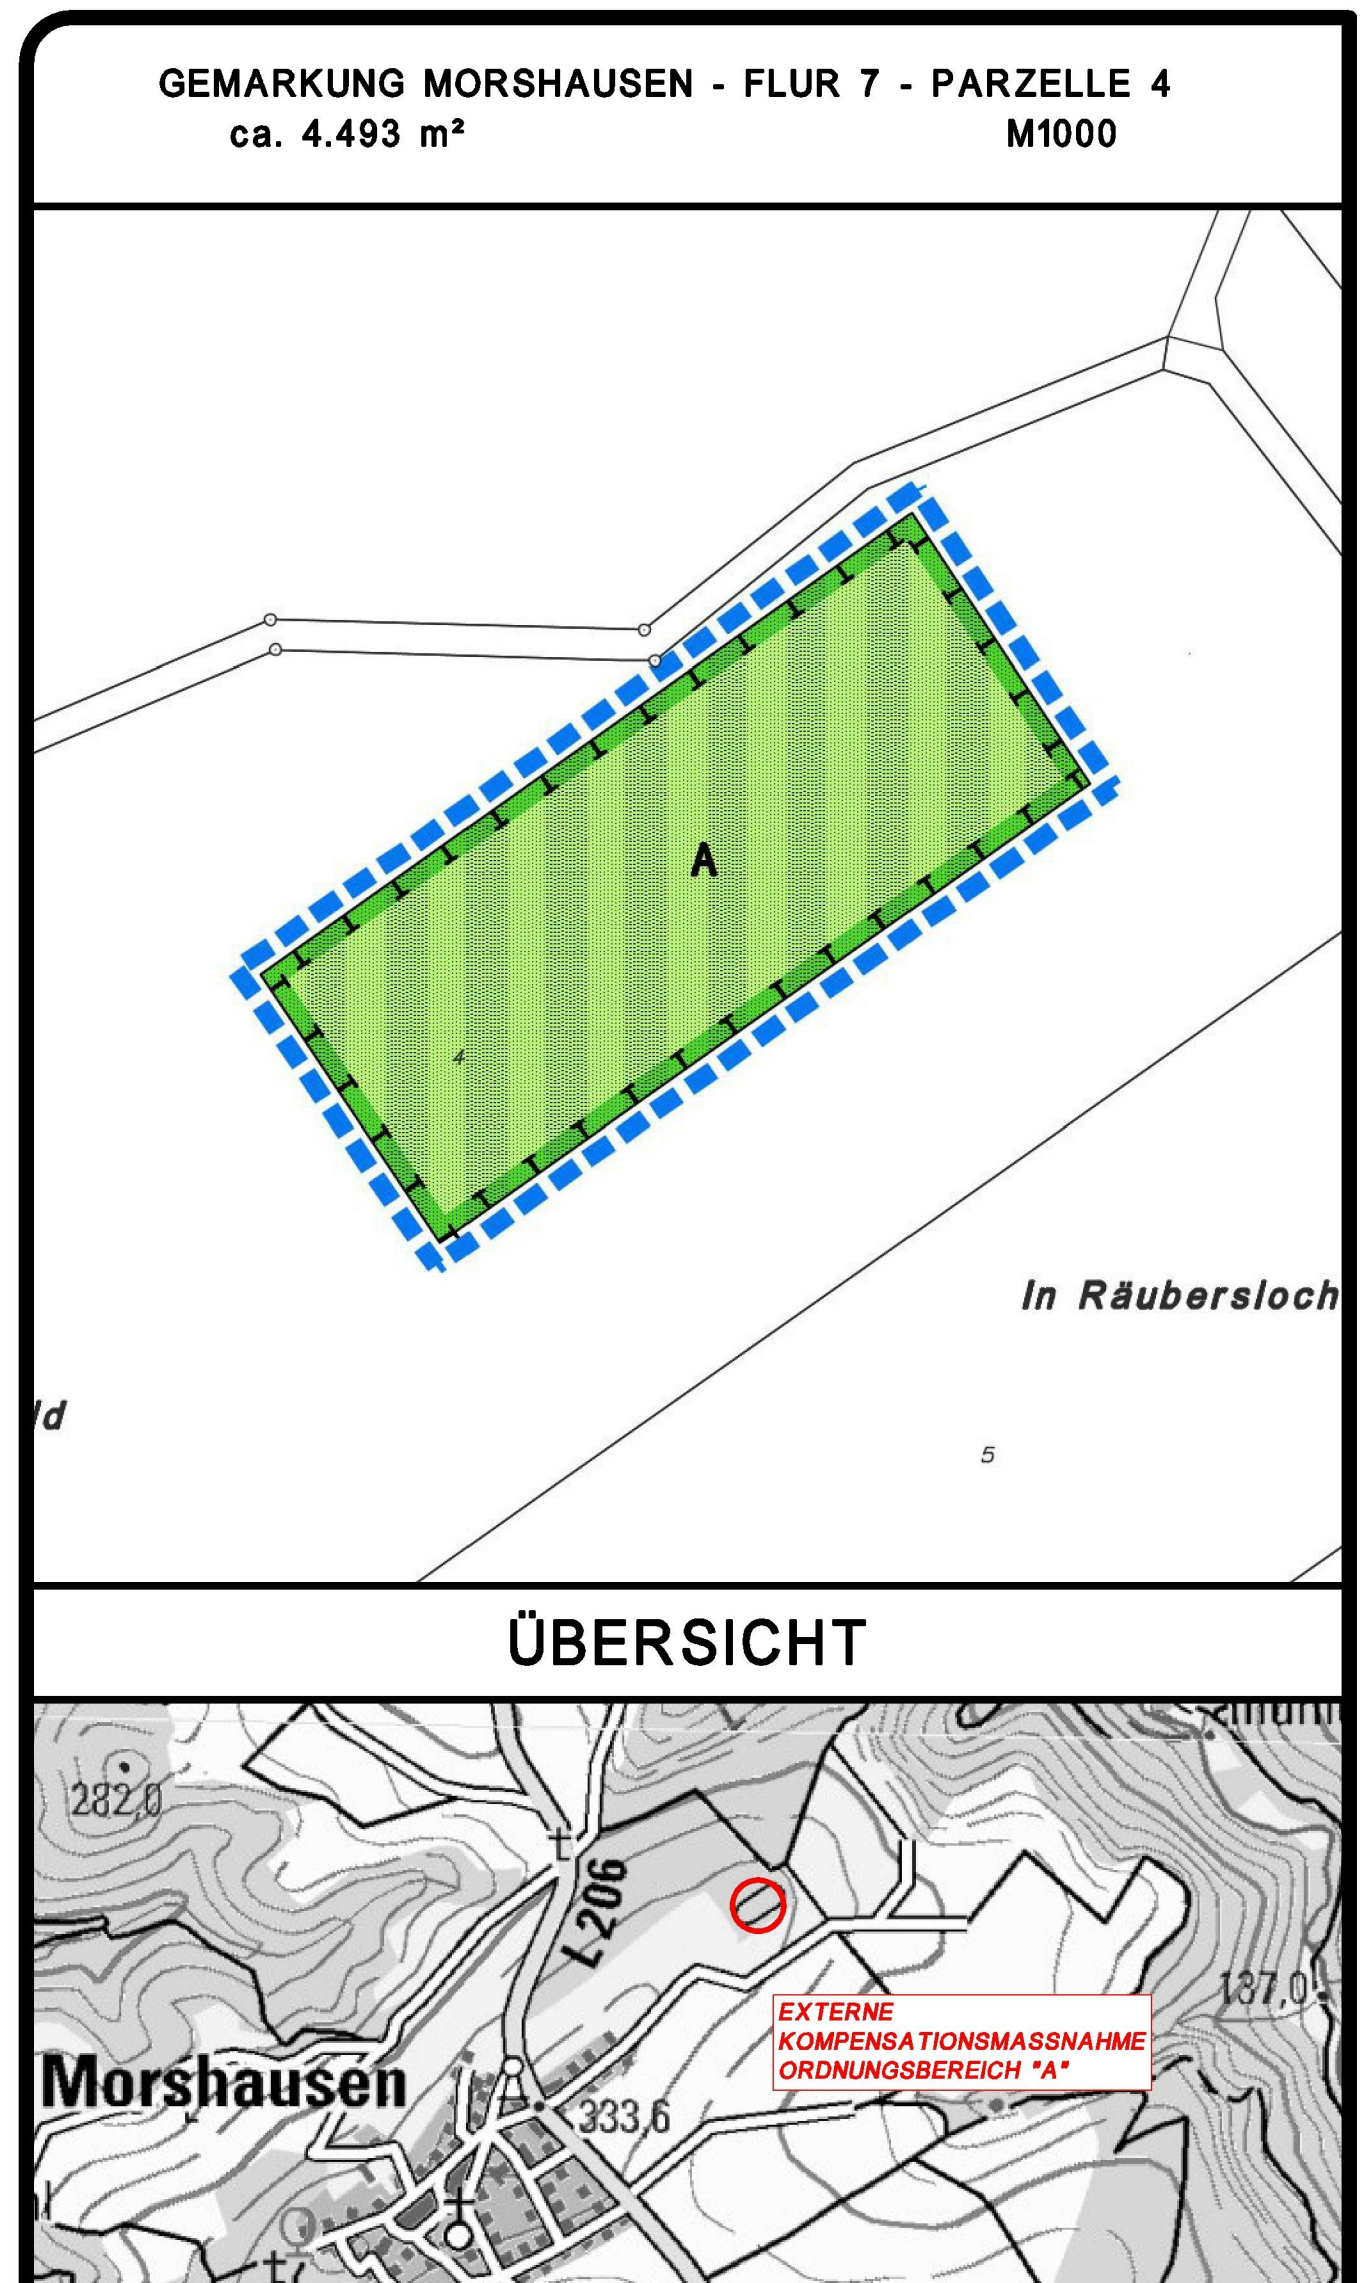 GEMARKUNG MORSHAUSEN - FLUR 7 - PARZELLE 4
ca. 4.493 m² M1000
A
4
In Räubersloch
ld
5
ÜBERSICHT
282,0
L 206
137,0
EXTERNE
KOMPENSATIONSMASSNAHME
ORDNUNGSBEREICH "A"
Morshausen
333,6